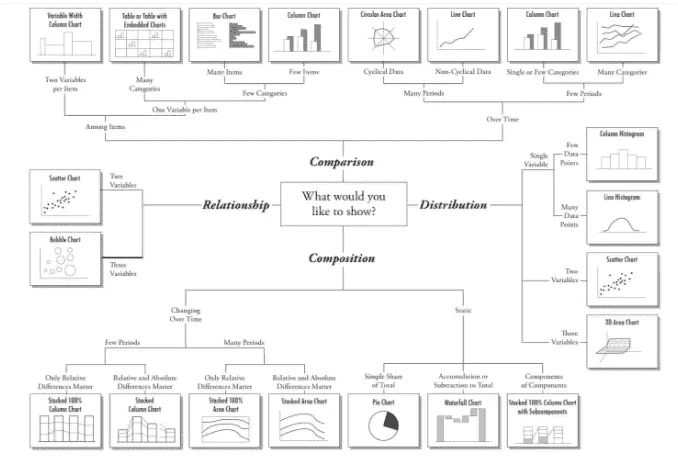 Variable Width
Column Chart
Table or Table with
Embedded Charts
Bar Chart
Column Chart
Circular Area Chart
Line Chart
Column Chart
Line Chart
Two Variables
per Item
Many
Categories
Many Items
Few Items
Cyclical Data
Non-Cyclical Data
Single or Few Categories
Many Categories
Few Categories
Many Periods
Few Periods
One Variable per Item
Among Items
Over Time
Comparison
What would you
like to show?
Relationship
Scatter Chart
Two
Variables
Bubble Chart
Three
Variables
Distribution
Single
Variable
Few
Data
Points
Column Histogram
Many
Data
Points
Line Histogram
Two
Variables
Scatter Chart
Three
Variables
3D Area Chart
Composition
Changing
Over Time
Static
Few Periods
Many Periods
Only Relative
Differences Matter
Relative and Absolute
Differences Matter
Only Relative
Differences Matter
Relative and Absolute
Differences Matter
Simple Share
of Total
Accumulation or
Subtraction to Total
Components
of Components
Stacked 100%
Column Chart
Stacked
Column Chart
Stacked 100%
Area Chart
Stacked Area Chart
Pie Chart
Waterfall Chart
Stacked 100% Column Chart
with Subcomponents